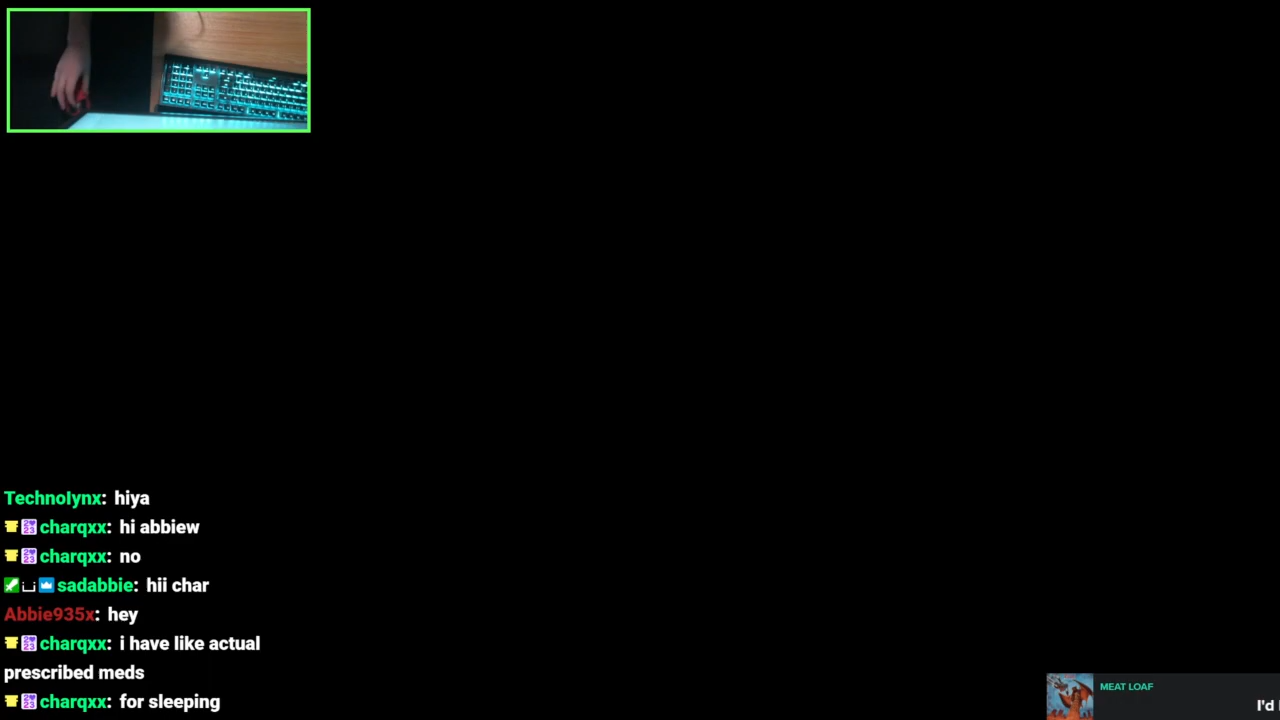 Technolynx: hiya
charqxx: hi abbiew
charqxx: no
sadabbie: hii char
Abbie935x: hey
charqxx: i have like actual
prescribed meds
charqxx: for sleeping
MEAT LOAF
I'd